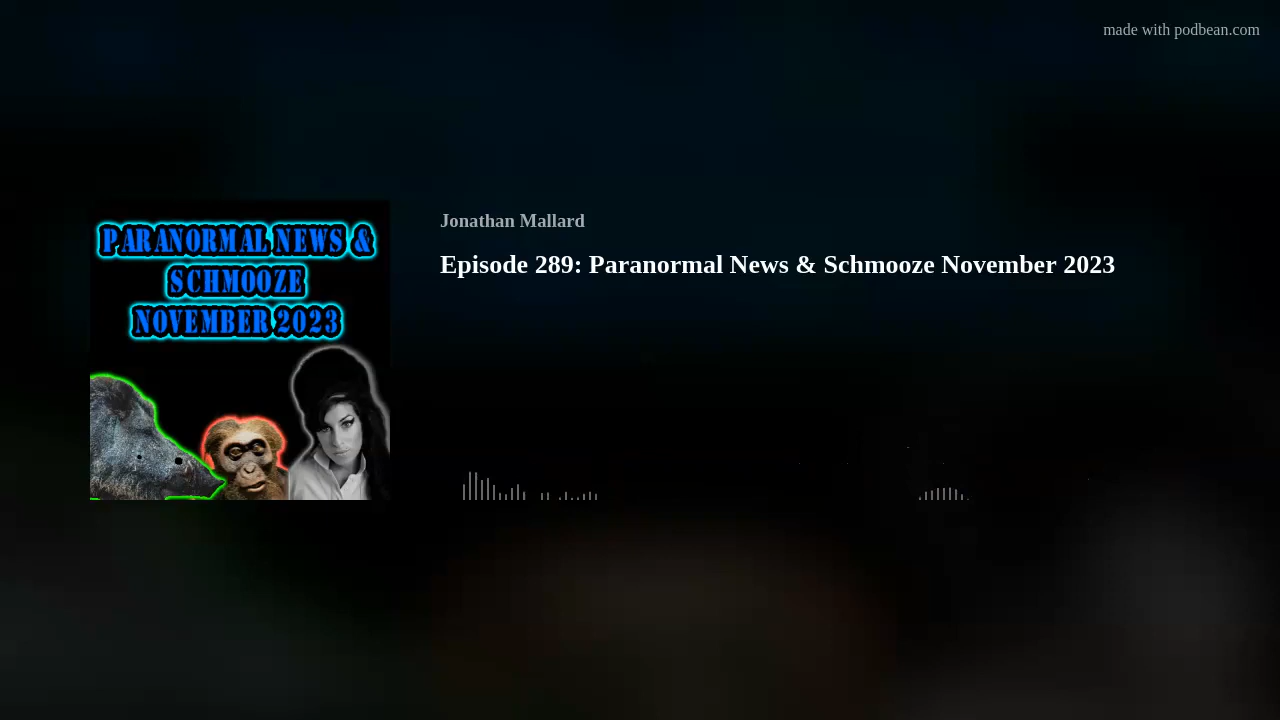 made with podbean.com
PARANORMAL NEWS &
SCHMOOZE
NOVEMBER 2023
Jonathan Mallard
Episode 289: Paranormal News & Schmooze November 2023